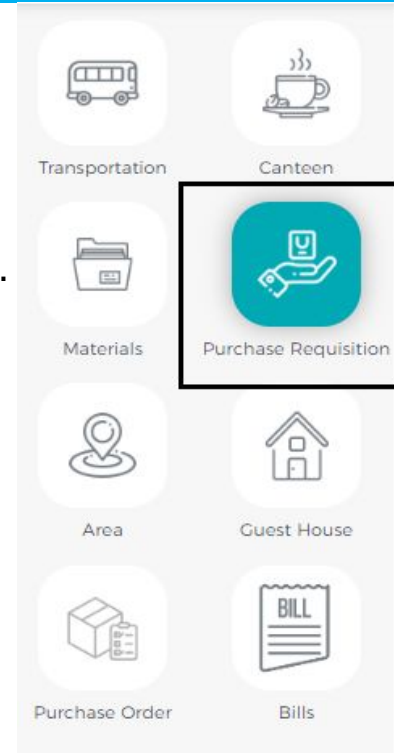 Transportation
Canteen
.
Materials
Purchase Requisition
Area
Guest House
BILL
Purchase Order
Bills